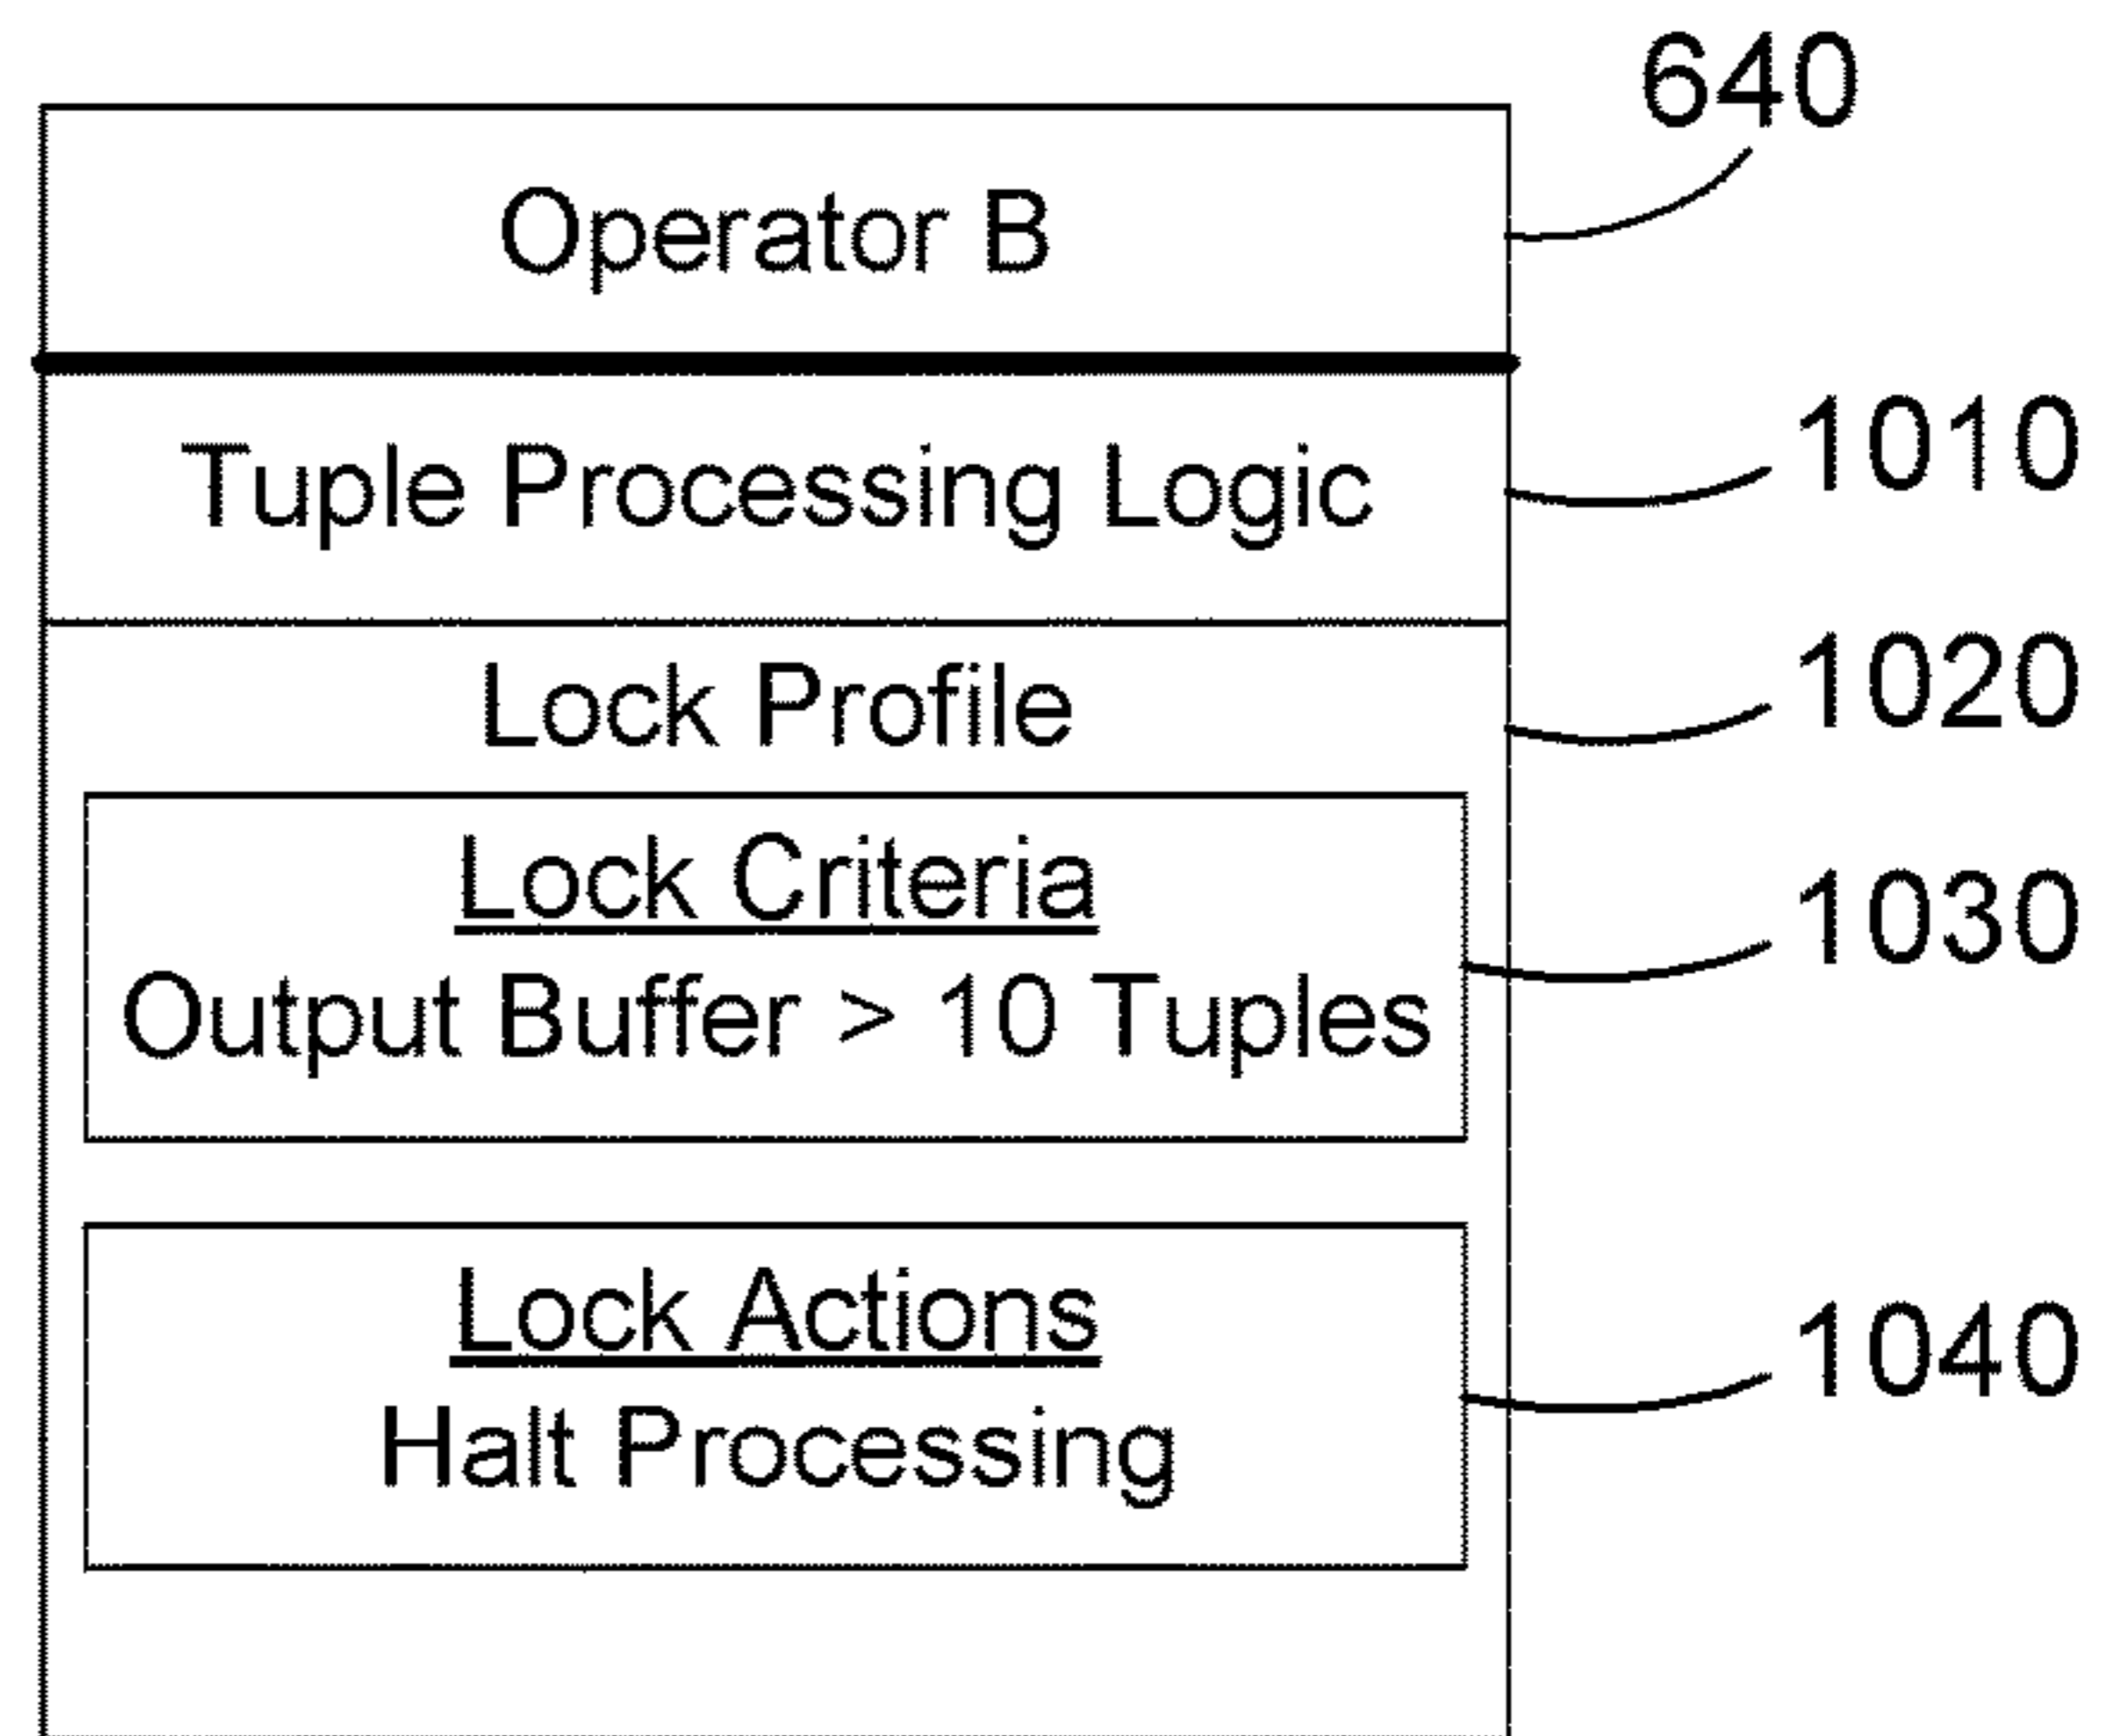 640
Operator B
Tuple Processing Logic
1010
Lock Profile
1020
Lock Criteria
1030
Output Buffer > 10 Tuples
Lock Actions
1040
Halt Processing